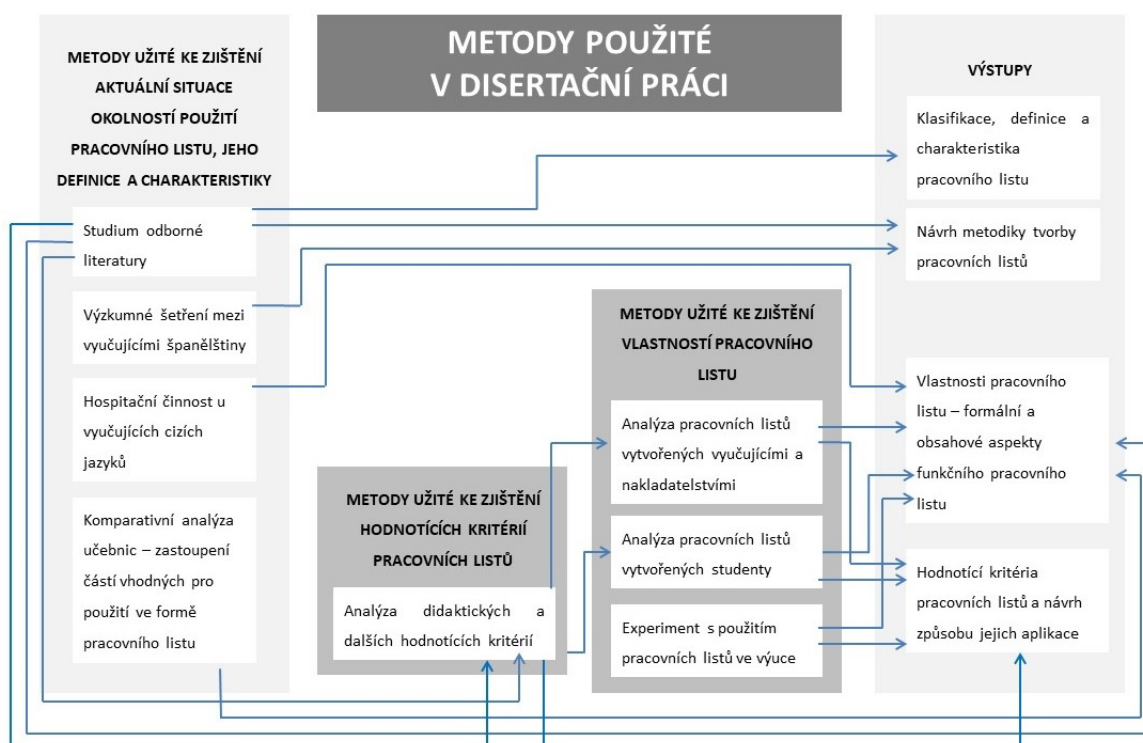 METODY POUŽITÉ
V DISERTAČNÍ PRÁCI
METODY UŽITÉ KE ZJIŠTĚNÍ
AKTUÁLNÍ SITUACE
OKOLNOSTÍ POUŽITÍ
PRACOVNÍHO LISTU, JEHO
DEFINICE A CHARAKTERISTIKY
Studium odborné
literatury
Výzkumné šetření mezi
vyučujícími španělštiny
Hospitační činnost u
vyučujících cizích
jazyků
Komparativní analýza
učebnic – zastoupení
částí vhodných pro
použití ve formě
pracovního listu
METODY UŽITÉ KE ZJIŠTĚNÍ
HODNOTÍCÍCH KRITÉRIÍ
PRACOVNÍCH LISTŮ
Analýza didaktických a
dalších hodnotících kritérií
METODY UŽITÉ KE ZJIŠTĚNÍ
VLASTNOSTÍ PRACOVNÍHO
LISTU
Analýza pracovních listů
vytvořených vyučujícími a
nakladatelstvími
Analýza pracovních listů
vytvořených studenty
Experiment s použitím
pracovních listů ve výuce
VÝSTUPY
Klasifikace, definice a
charakteristika
pracovního listu
Návrh metodiky tvorby
pracovních listů
Vlastnosti pracovního
listu – formální a
obsahové aspekty
funkčního pracovního
listu
Hodnotící kritéria
pracovních listů a návrh
způsobu jejich aplikace